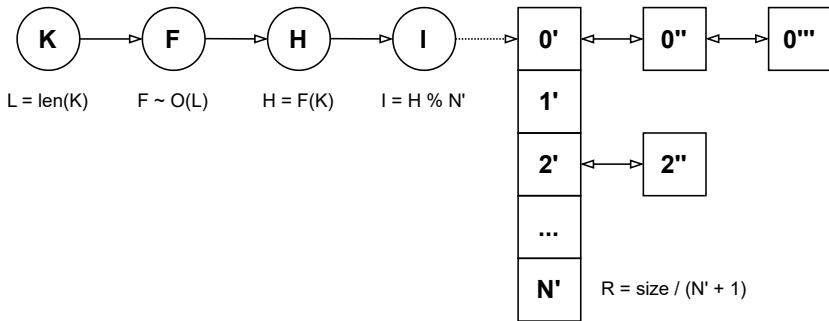 K F H I 0' 0'' 0'''
L = len(K) F ~ O(L) H = F(K) I = H % N'
1'
2' 2''
...
N' R = size / (N' + 1)